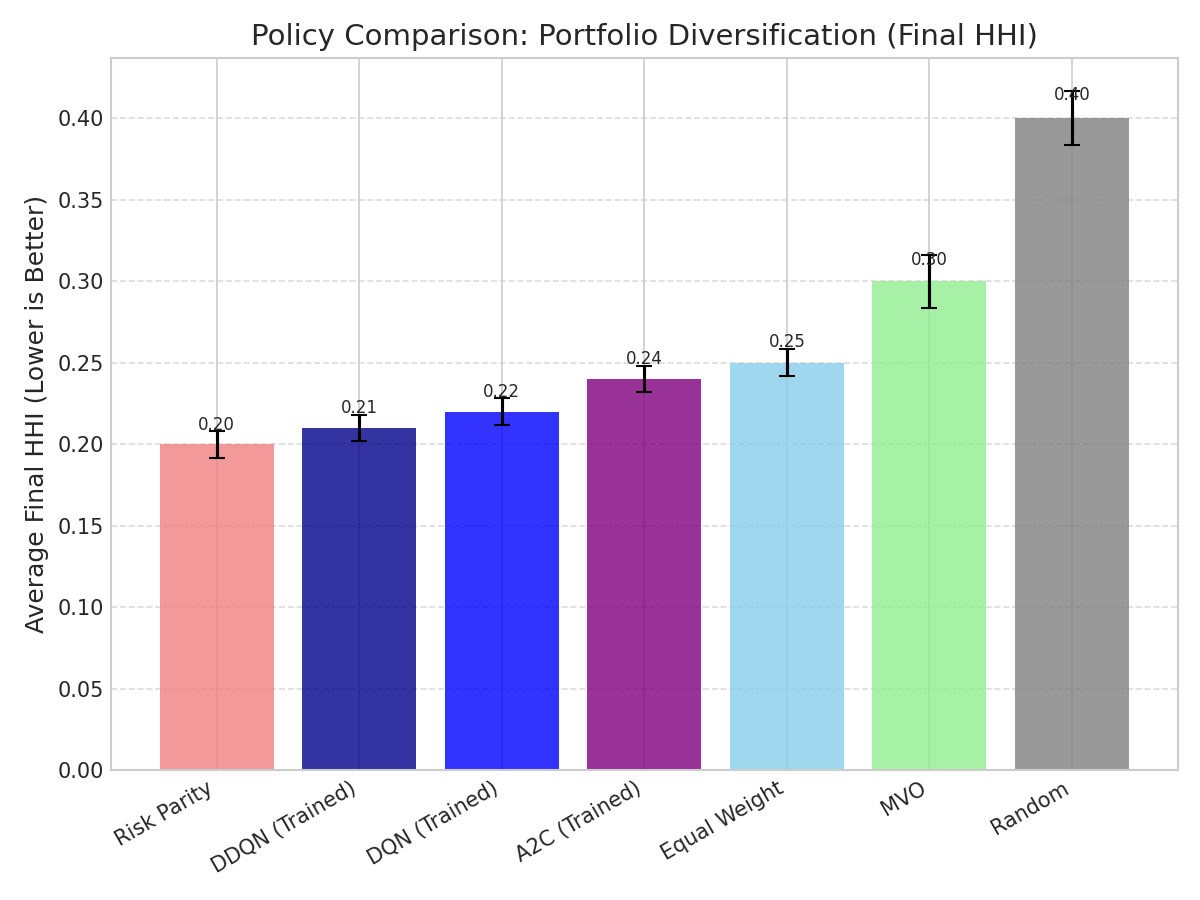 Policy Comparison: Portfolio Diversification (Final HHI)
Average Final HHI (Lower is Better)
0.40
0.35
0.30
0.25
0.20
0.15
0.10
0.05
0.00
0.20
0.21
0.22
0.24
0.25
0.30
0.40
Risk Parity
DDQN (Trained)
DQN (Trained)
A2C (Trained)
Equal Weight
MVO
Random